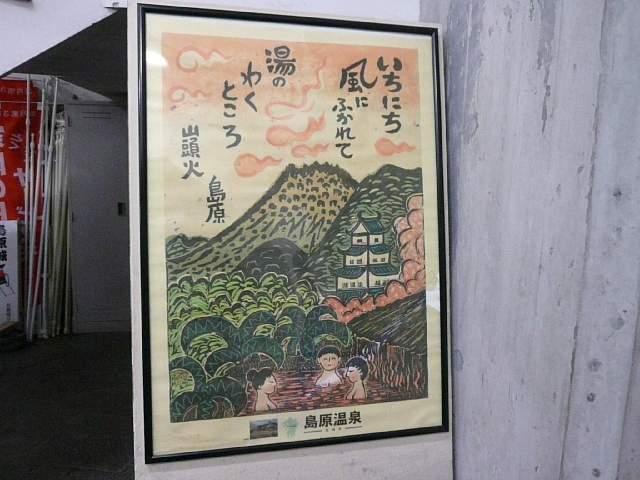 いちにち
風に
ふかれて
湯の
わく
ところ
山頭火
島原
島原温泉